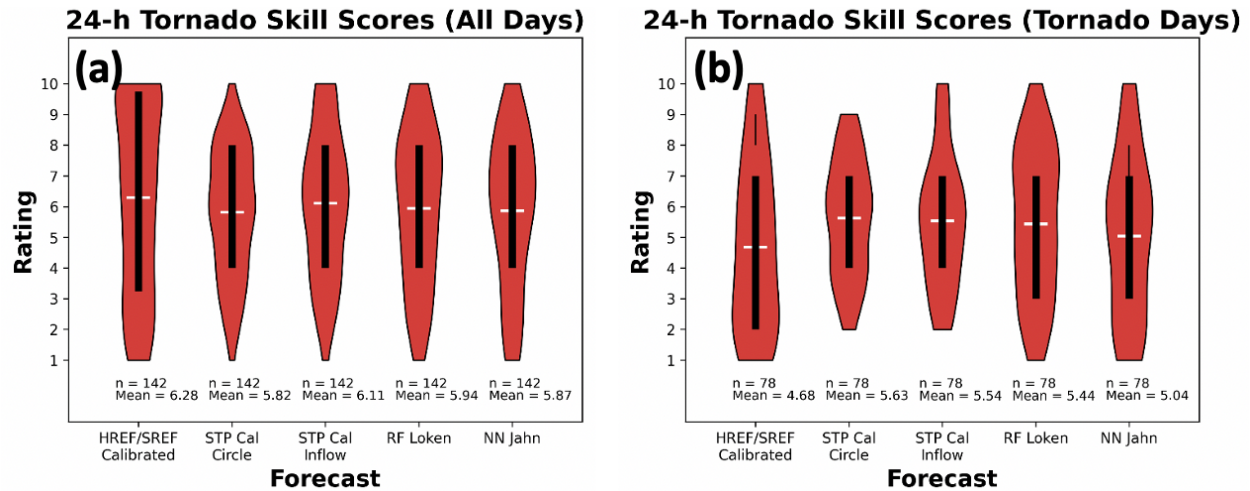 24-h Tornado Skill Scores (All Days)
(a)
Rating
10
9
8
7
6
5
4
3
2
1
n = 142
Mean = 6.28
n = 142
Mean = 5.82
n = 142
Mean = 6.11
n = 142
Mean = 5.94
n = 142
Mean = 5.87
HREF/SREF
Calibrated
STP Cal
Circle
STP Cal
Inflow
RF Loken
NN Jahn
Forecast
24-h Tornado Skill Scores (Tornado Days)
(b)
Rating
10
9
8
7
6
5
4
3
2
1
n = 78
Mean = 4.68
n = 78
Mean = 5.63
n = 78
Mean = 5.54
n = 78
Mean = 5.44
n = 78
Mean = 5.04
HREF/SREF
Calibrated
STP Cal
Circle
STP Cal
Inflow
RF Loken
NN Jahn
Forecast